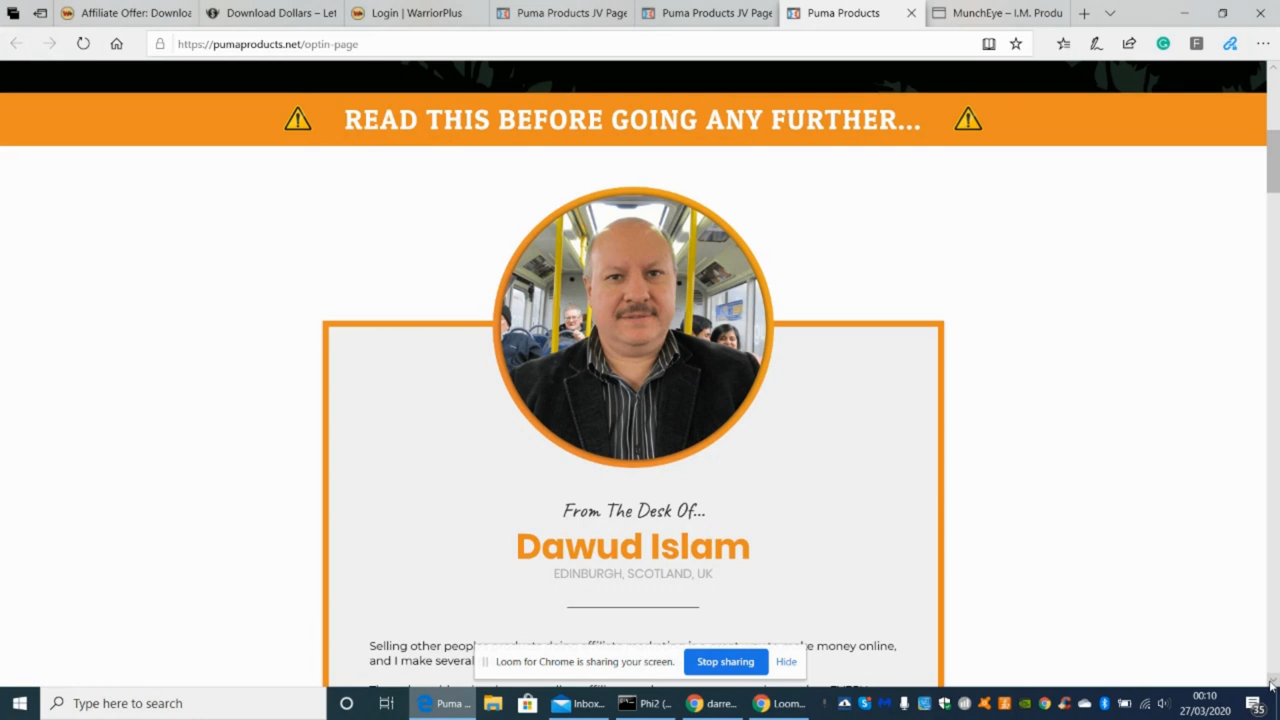 Affiliate Offer: Downloa
Download Dollars – Let
Login | WarriorPlus
Puma Products JV Page
Puma Products JV Page
Puma Products
MunchEye – I.M. Produ
https://pumaproducts.net/optin-page
READ THIS BEFORE GOING ANY FURTHER...
From The Desk Of...
Dawud Islam
EDINBURGH, SCOTLAND, UK
Selling other peopl
e money online,
and I make several
Loom for Chrome is sharing your screen.
Stop sharing
Hide
Type here to search
Puma ...
Inbox...
Phi2 (...
darre...
Loom...
00:10
27/03/2020
35